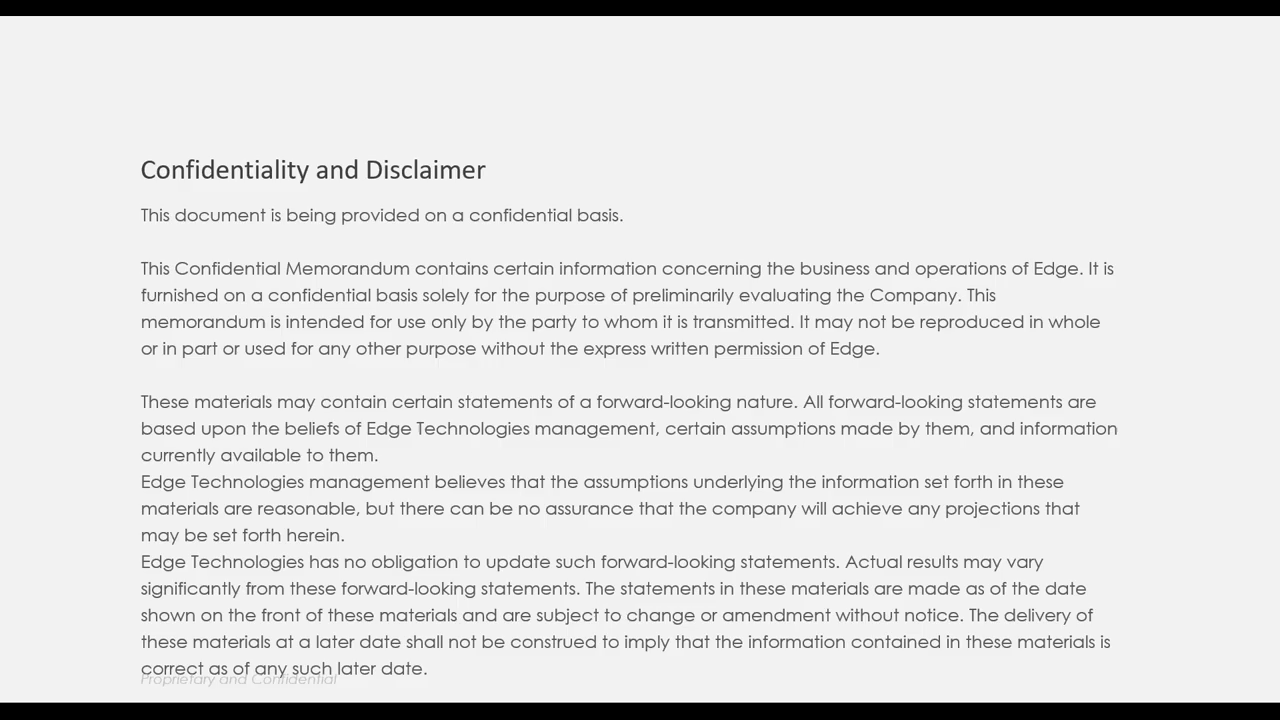 Confidentiality and Disclaimer
This document is being provided on a confidential basis.
This Confidential Memorandum contains certain information concerning the business and operations of Edge. It is
furnished on a confidential basis solely for the purpose of preliminarily evaluating the Company. This
memorandum is intended for use only by the party to whom it is transmitted. It may not be reproduced in whole
or in part or used for any other purpose without the express written permission of Edge.
These materials may contain certain statements of a forward-looking nature. All forward-looking statements are
based upon the beliefs of Edge Technologies management, certain assumptions made by them, and information
currently available to them.
Edge Technologies management believes that the assumptions underlying the information set forth in these
materials are reasonable, but there can be no assurance that the company will achieve any projections that
may be set forth herein.
Edge Technologies has no obligation to update such forward-looking statements. Actual results may vary
significantly from these forward-looking statements. The statements in these materials are made as of the date
shown on the front of these materials and are subject to change or amendment without notice. The delivery of
these materials at a later date shall not be construed to imply that the information contained in these materials is
correct as of any such later date.
Proprietary and Confidential